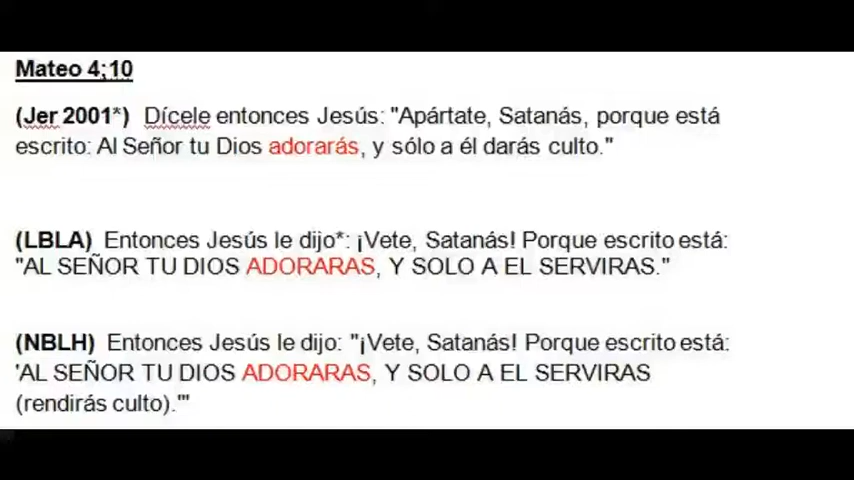 Mateo 4;10
(Jer 2001*) Dícele entonces Jesús: "Apártate, Satanás, porque está
escrito: Al Señor tu Dios adorarás, y sólo a él darás culto."
(LBLA) Entonces Jesús le dijo*: ¡Vete, Satanás! Porque escrito está:
"AL SEÑOR TU DIOS ADORARAS, Y SOLO A EL SERVIRAS."
(NBLH) Entonces Jesús le dijo: "¡Vete, Satanás! Porque escrito está:
'AL SEÑOR TU DIOS ADORARAS, Y SOLO A EL SERVIRAS
(rendirás culto).'"